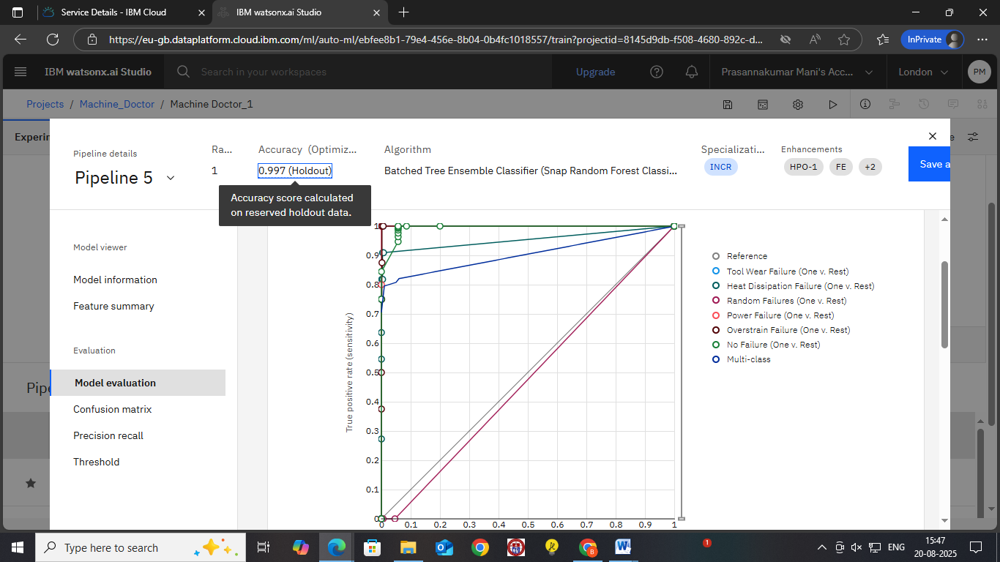 Service Details - IBM Cloud
IBM watsonx.ai Studio
https://eu-gb.dataplatform.cloud.ibm.com/ml/auto-ml/ebfee8b1-79e4-456e-8b04-0b4fc1018557/train?projectid=8145d9db-f508-4680-892c-d...
InPrivate
IBM watsonx.ai Studio
Search in your workspaces
Upgrade
Prasannakumar Mani's Acc...
London
PM
Projects / Machine_Doctor / Machine Doctor_1
Experin
e
Pipeline details
Pipeline 5
Ra...
1
Accuracy (Optimiz...
0.997 (Holdout)
Accuracy score calculated
on reserved holdout data.
Algorithm
Batched Tree Ensemble Classifier (Snap Random Forest Classi...
Specializati...
INCR
Enhancements
HPO-1 FE +2
Save a
Model viewer
Model information
Feature summary
Evaluation
Model evaluation
Confusion matrix
Precision recall
Threshold
Pipe
True positive rate (sensitivity)
1
0.9
0.8
0.7
0.6
0.5
0.4
0.3
0.2
0.1
0
0 0.1 0.2 0.3 0.4 0.5 0.6 0.7 0.8 0.9 1
Reference
Tool Wear Failure (One v. Rest)
Heat Dissipation Failure (One v. Rest)
Random Failures (One v. Rest)
Power Failure (One v. Rest)
Overstrain Failure (One v. Rest)
No Failure (One v. Rest)
Multi-class
Type here to search
1
ENG
15:47
20-08-2025